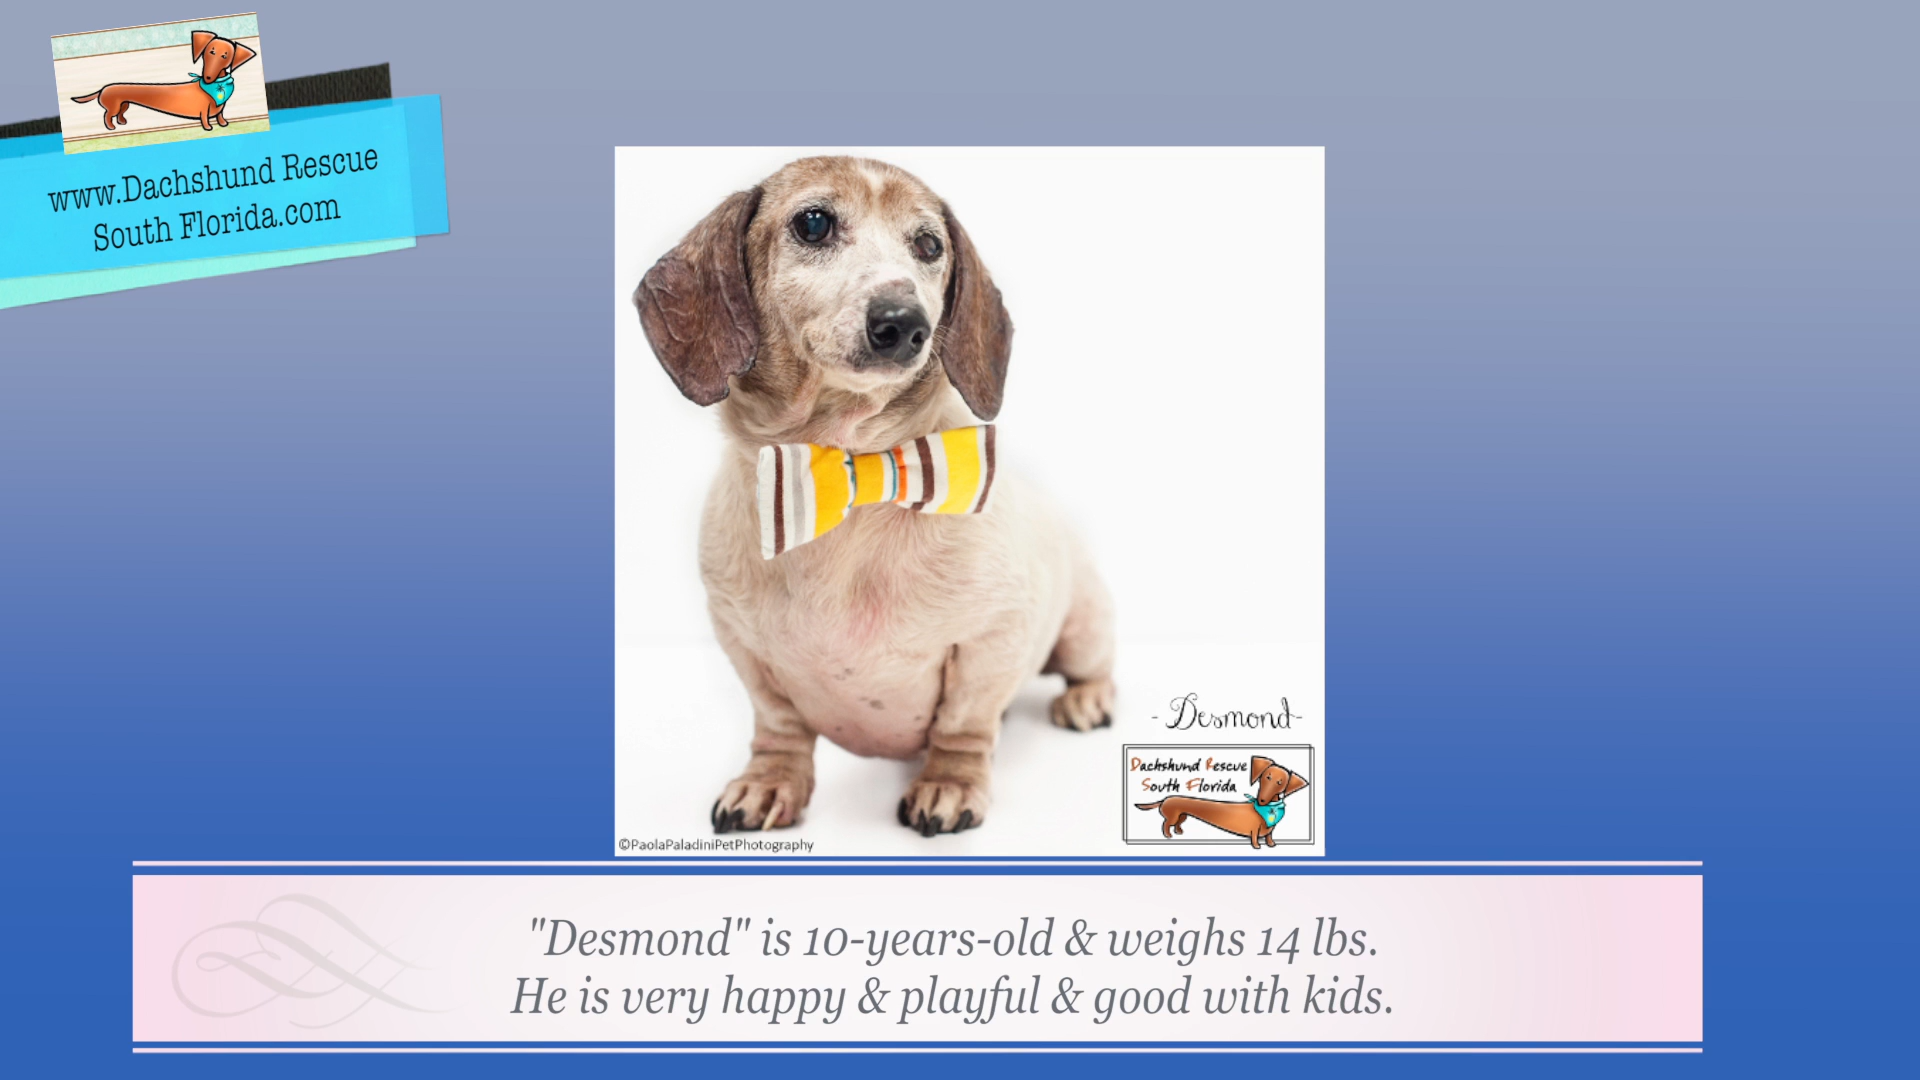 www.Dachshund Rescue
South Florida.com
- Desmond-
Dachshund Rescue
South Florida
©PaolaPaladiniPetPhotography
"Desmond" is 10-years-old & weighs 14 lbs.
He is very happy & playful & good with kids.